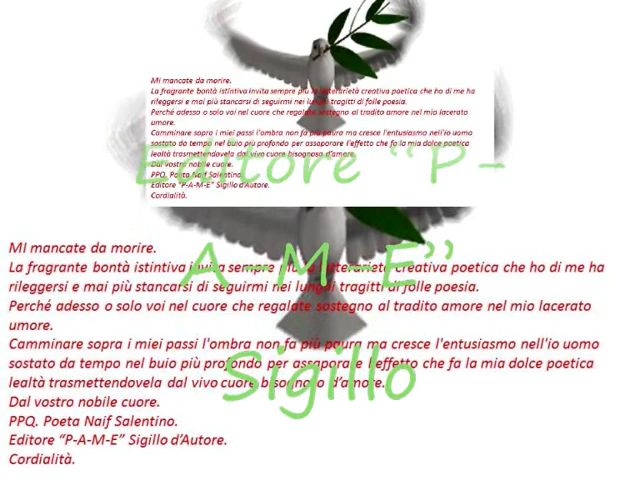 MI mancate da morire.
La fragrante bontà istintiva invita sempre più la letterarietà creativa poetica che ho di me ha
rileggersi e mai più stancarsi di seguirmi nei lunghi tragitti di folle poesia.
Perché adesso o solo voi nel cuore che regalate sostegno al tradito amore nel mio lacerato
umore.
Camminare sopra i miei passi l'ombra non fa più paura ma cresce l'entusiasmo nell'io uomo
sostato da tempo nel buio più profondo per assaporare l'effetto che fa la mia dolce poetica
lealtà trasmettendovela dal vivo cuore bisognoso d'amore.
Dal vostro nobile cuore.
PPQ. Poeta Naif Salentino.
Editore "P-A-M-E" Sigillo d'Autore.
Cordialità.
Editore "P-
A-M-E"
Sigillo
MI mancate da morire.
La fragrante bontà istintiva invita sempre più la letterarietà creativa poetica che ho di me ha
rileggersi e mai più stancarsi di seguirmi nei lunghi tragitti di folle poesia.
Perché adesso o solo voi nel cuore che regalate sostegno al tradito amore nel mio lacerato
umore.
Camminare sopra i miei passi l'ombra non fa più paura ma cresce l'entusiasmo nell'io uomo
sostato da tempo nel buio più profondo per assaporare l'effetto che fa la mia dolce poetica
lealtà trasmettendovela dal vivo cuore bisognoso d'amore.
Dal vostro nobile cuore.
PPQ. Poeta Naif Salentino.
Editore "P-A-M-E" Sigillo d'Autore.
Cordialità.